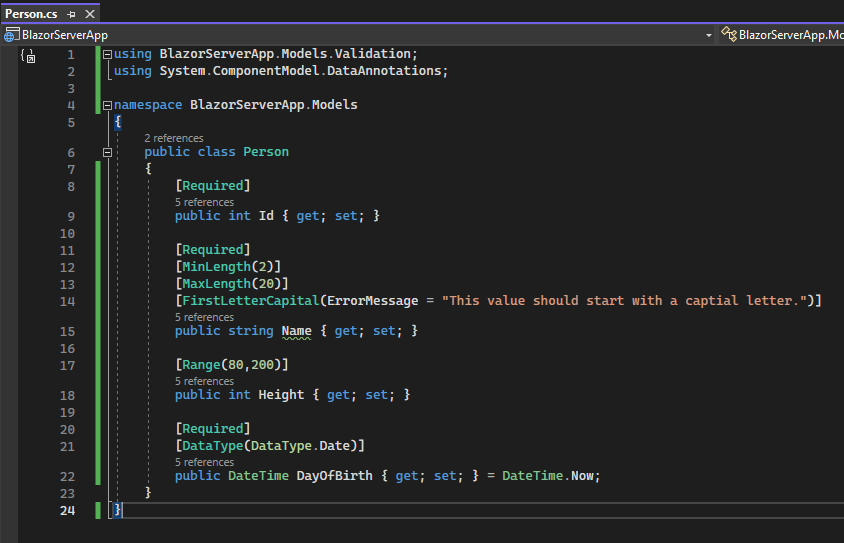 Person.cs
BlazorServerApp
BlazorServerApp.Mo
1 using BlazorServerApp.Models.Validation;
2 using System.ComponentModel.DataAnnotations;
3
4 namespace BlazorServerApp.Models
5 {
2 references
6 public class Person
7 {
8 [Required]
5 references
9 public int Id { get; set; }
10
11 [Required]
12 [MinLength(2)]
13 [MaxLength(20)]
14 [FirstLetterCapital(ErrorMessage = "This value should start with a captial letter.")]
5 references
15 public string Name { get; set; }
16
17 [Range(80,200)]
5 references
18 public int Height { get; set; }
19
20 [Required]
21 [DataType(DataType.Date)]
5 references
22 public DateTime DayOfBirth { get; set; } = DateTime.Now;
23 }
24 }